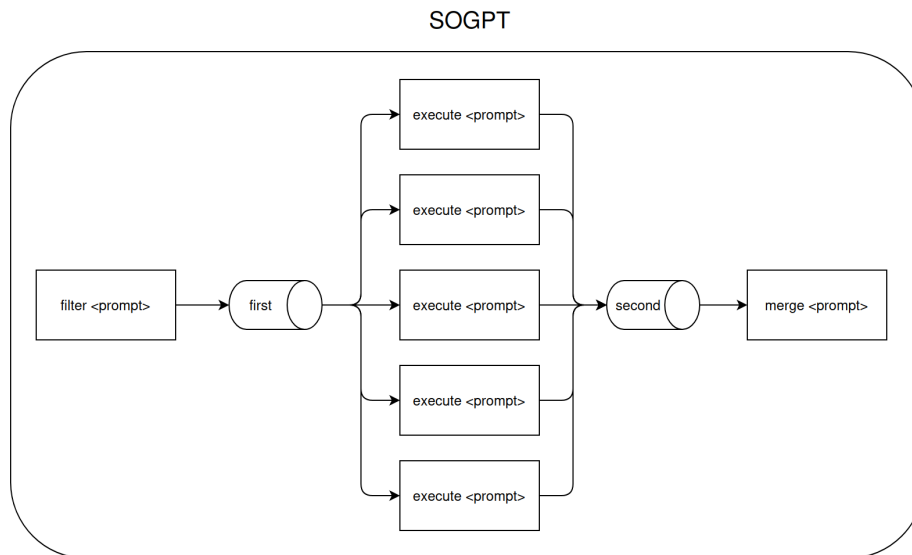 SOGPT
execute <prompt>
execute <prompt>
filter <prompt>
first
execute <prompt>
second
merge <prompt>
execute <prompt>
execute <prompt>